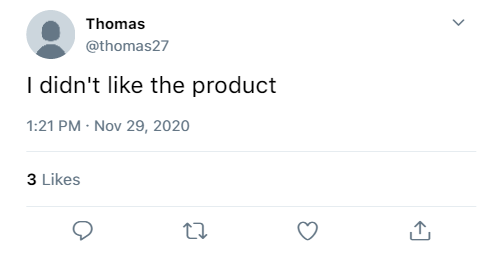 Thomas
@thomas27
I didn't like the product
1:21 PM · Nov 29, 2020
3 Likes